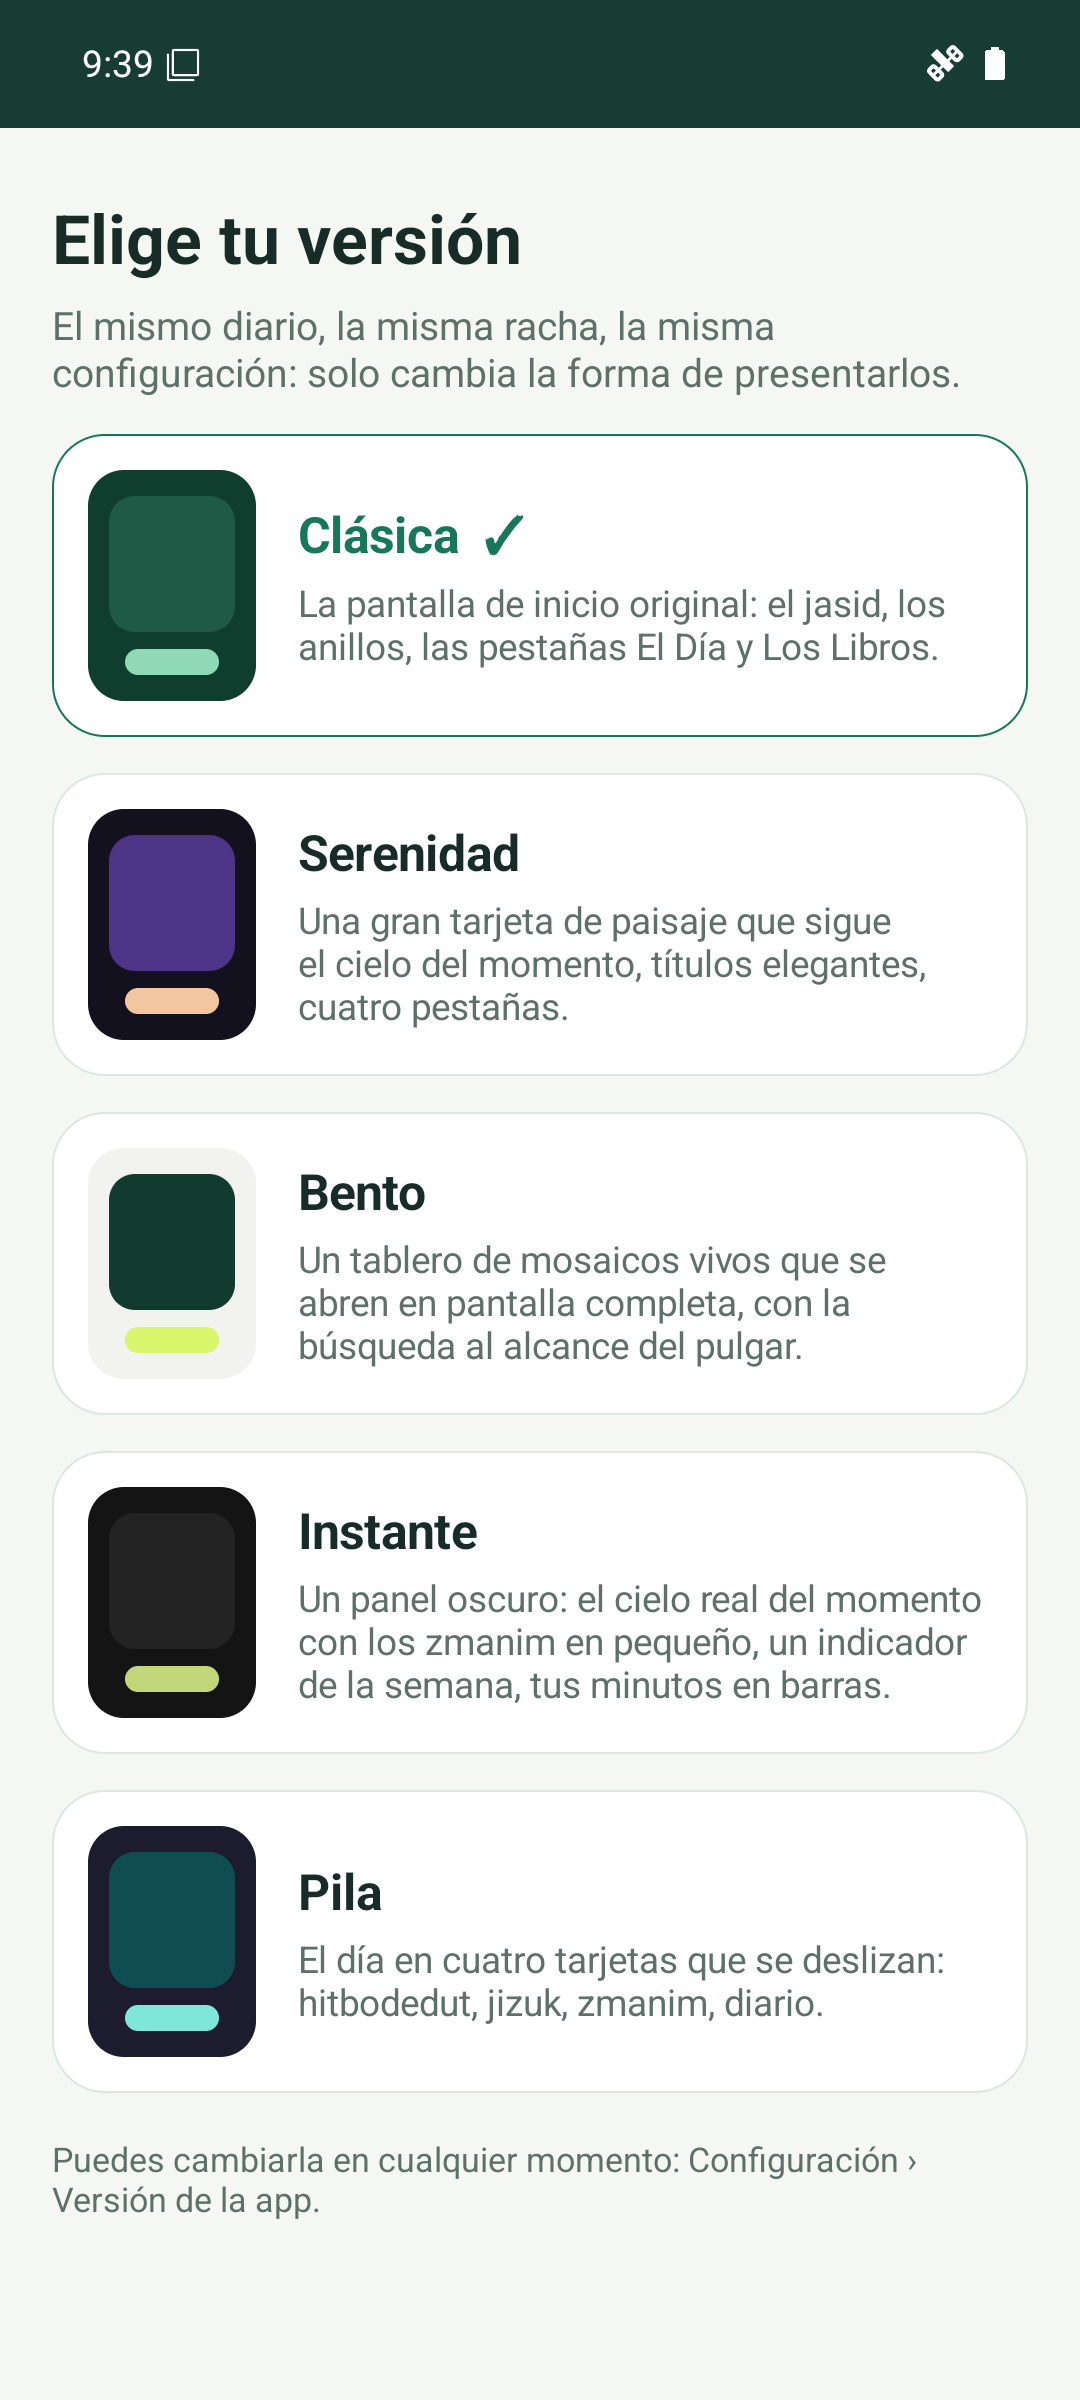 9:39
Elige tu versión
El mismo diario, la misma racha, la misma
configuración: solo cambia la forma de presentarlos.
Clásica ✓
La pantalla de inicio original: el jasid, los
anillos, las pestañas El Día y Los Libros.
Serenidad
Una gran tarjeta de paisaje que sigue
el cielo del momento, títulos elegantes,
cuatro pestañas.
Bento
Un tablero de mosaicos vivos que se
abren en pantalla completa, con la
búsqueda al alcance del pulgar.
Instante
Un panel oscuro: el cielo real del momento
con los zmanim en pequeño, un indicador
de la semana, tus minutos en barras.
Pila
El día en cuatro tarjetas que se deslizan:
hitbodedut, jizuk, zmanim, diario.
Puedes cambiarla en cualquier momento: Configuración ›
Versión de la app.